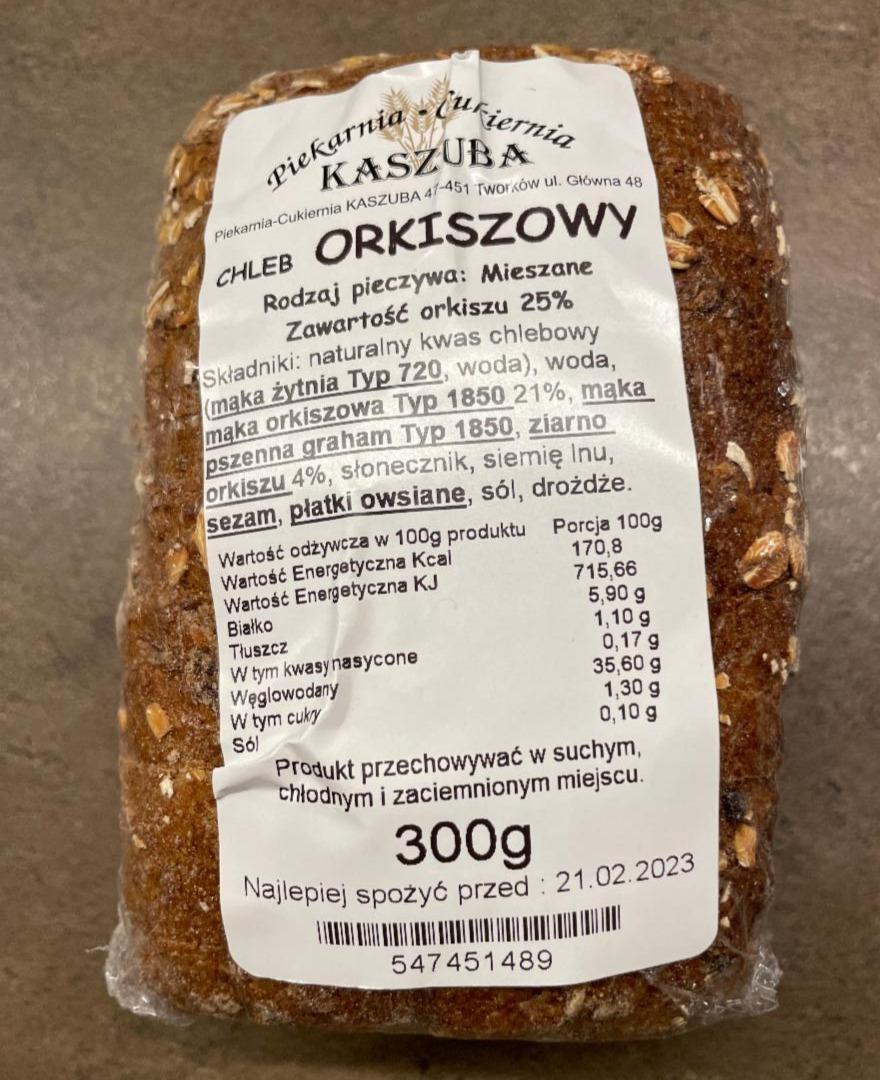 Piekarnia - Cukiernia
KASZUBA
Piekarnia-Cukiernia KASZUBA 47-451 Tworków ul. Główna 48
CHLEB ORKISZOWY
Rodzaj pieczywa: Mieszane
Zawartość orkiszu 25%
Składniki: naturalny kwas chlebowy
(mąka żytnia Typ 720, woda), woda,
mąka orkiszowa Typ 1850 21%, mąka
pszenna graham Typ 1850, ziarno
orkiszu 4%, słonecznik, siemię lnu,
sezam, płatki owsiane, sól, drożdże.
Wartość odżywcza w 100g produktu Porcja 100g
Wartość Energetyczna Kcal 170,8
Wartość Energetyczna KJ 715,66
Białko 5,90 g
Tłuszcz 1,10 g
W tym kwasy nasycone 0,17 g
Węglowodany 35,60 g
W tym cukry 1,30 g
Sól 0,10 g
Produkt przechowywać w suchym,
chłodnym i zaciemnionym miejscu.
300g
Najlepiej spożyć przed : 21.02.2023
547451489